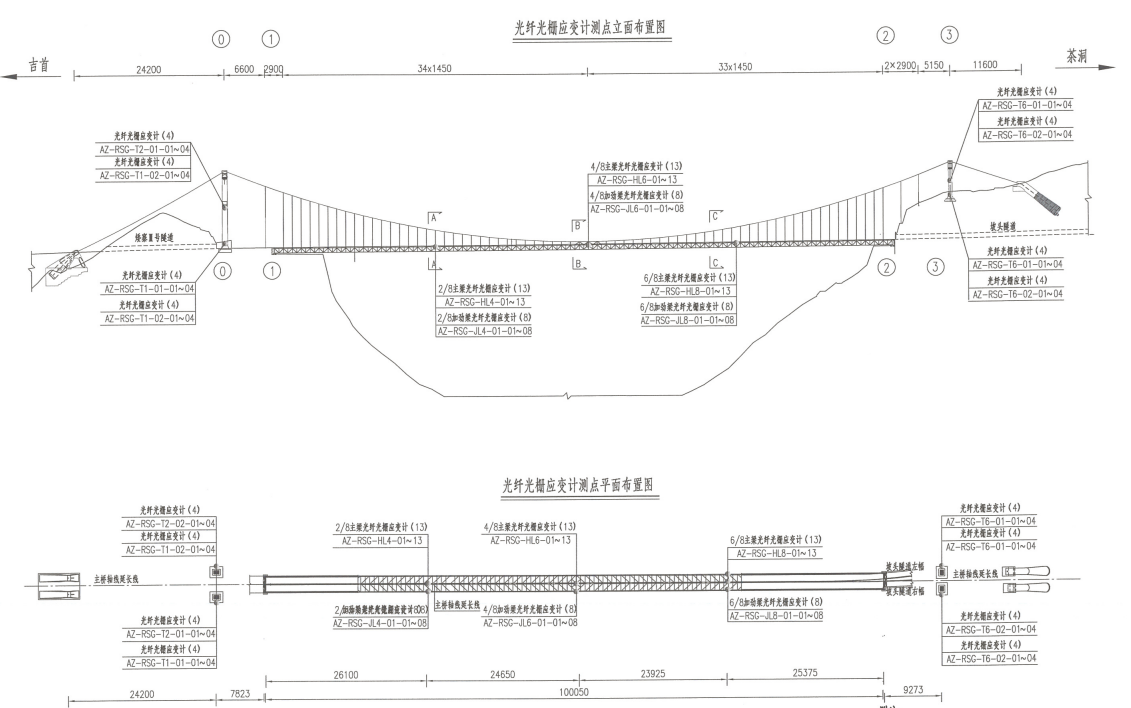 光纤光栅应变计测点立面布置图
0
1
2
3
吉首
茶洞
24200
6600
2900
34x1450
33x1450
2×2900
5150
11600
光纤光栅应变计(4)
AZ-RSG-T2-01-01~04
光纤光栅应变计(4)
AZ-RSG-T1-02-01~04
4/8主梁光纤光栅应变计(13)
AZ-RSG-HL6-01~13
4/8加劲梁光纤光栅应变计(8)
AZ-RSG-JL6-01-01~08
光纤光栅应变计(4)
AZ-RSG-T6-01-01~04
光纤光栅应变计(4)
AZ-RSG-T6-02-01~04
A
B
C
矮寨Ⅲ号隧道
坡头隧道
A
B
C
0
1
2
3
光纤光栅应变计(4)
AZ-RSG-T1-01-01~04
光纤光栅应变计(4)
AZ-RSG-T1-02-01~04
2/8主梁光纤光栅应变计(13)
AZ-RSG-HL4-01~13
2/8加劲梁光纤光栅应变计(8)
AZ-RSG-JL4-01-01~08
6/8主梁光纤光栅应变计(13)
AZ-RSG-HL8-01~13
6/8加劲梁光纤光栅应变计(8)
AZ-RSG-JL8-01-01~08
光纤光栅应变计(4)
AZ-RSG-T6-01-01~04
光纤光栅应变计(4)
AZ-RSG-T6-02-01~04
光纤光栅应变计测点平面布置图
光纤光栅应变计(4)
AZ-RSG-T2-02-01~04
光纤光栅应变计(4)
AZ-RSG-T1-02-01~04
2/8主梁光纤光栅应变计(13)
AZ-RSG-HL4-01~13
4/8主梁光纤光栅应变计(13)
AZ-RSG-HL6-01~13
6/8主梁光纤光栅应变计(13)
AZ-RSG-HL8-01~13
光纤光栅应变计(4)
AZ-RSG-T6-01-01~04
光纤光栅应变计(4)
AZ-RSG-T6-01-01~04
主桥轴线延长线
坡头隧道左幅
主桥轴线延长线
坡头隧道右幅
主桥轴线延长线
AZ-RSG-JL4-01-01~08
4/8加劲梁光纤光栅应变计(8)
AZ-RSG-JL6-01-01~08
6/8加劲梁光纤光栅应变计(8)
AZ-RSG-JL8-01-01~08
光纤光栅应变计(4)
AZ-RSG-T2-01-01~04
光纤光栅应变计(4)
AZ-RSG-T1-01-01~04
光纤光栅应变计(4)
AZ-RSG-T6-02-01~04
光纤光栅应变计(4)
AZ-RSG-T6-02-01~04
26100
24650
23925
25375
24200
7823
100050
9273